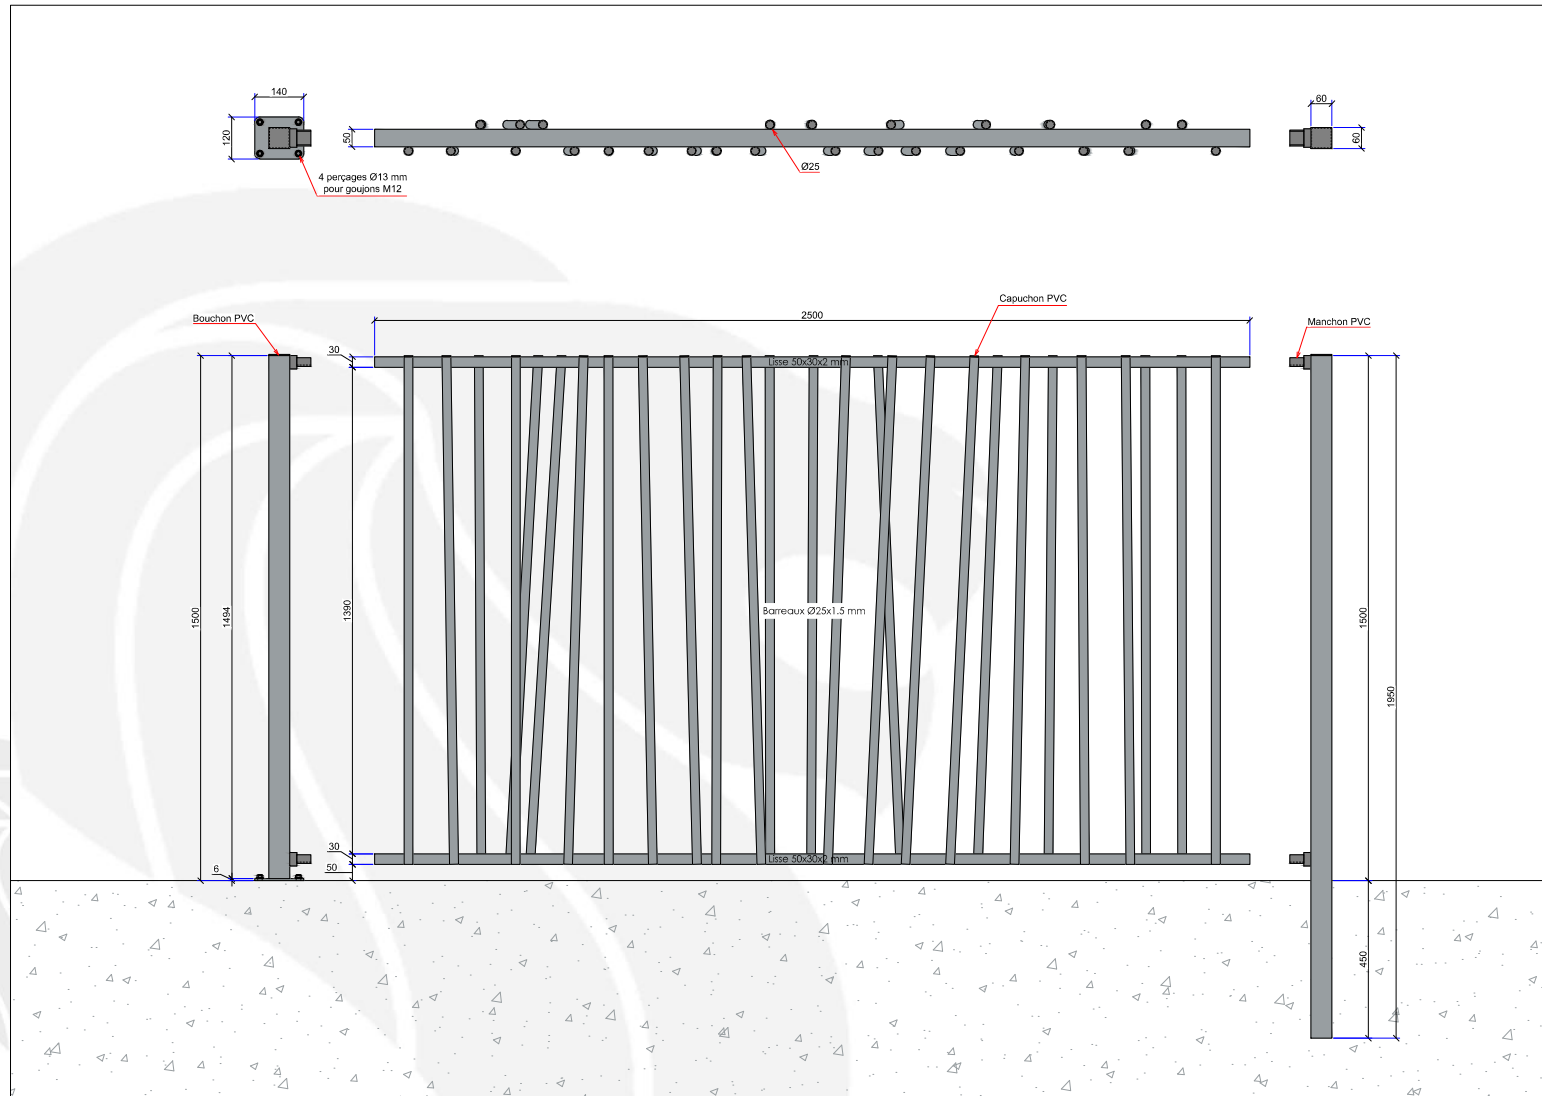 140
120
4 perçages Ø13 mm
pour goujons M12
50
Ø25
60
60
Bouchon PVC
Capuchon PVC
Manchon PVC
2500
30
Lisse 50x30x2 mm
1500
1494
1390
Barreaux Ø25x1.5 mm
1500
1950
30
Lisse 50x30x2 mm
50
6
450